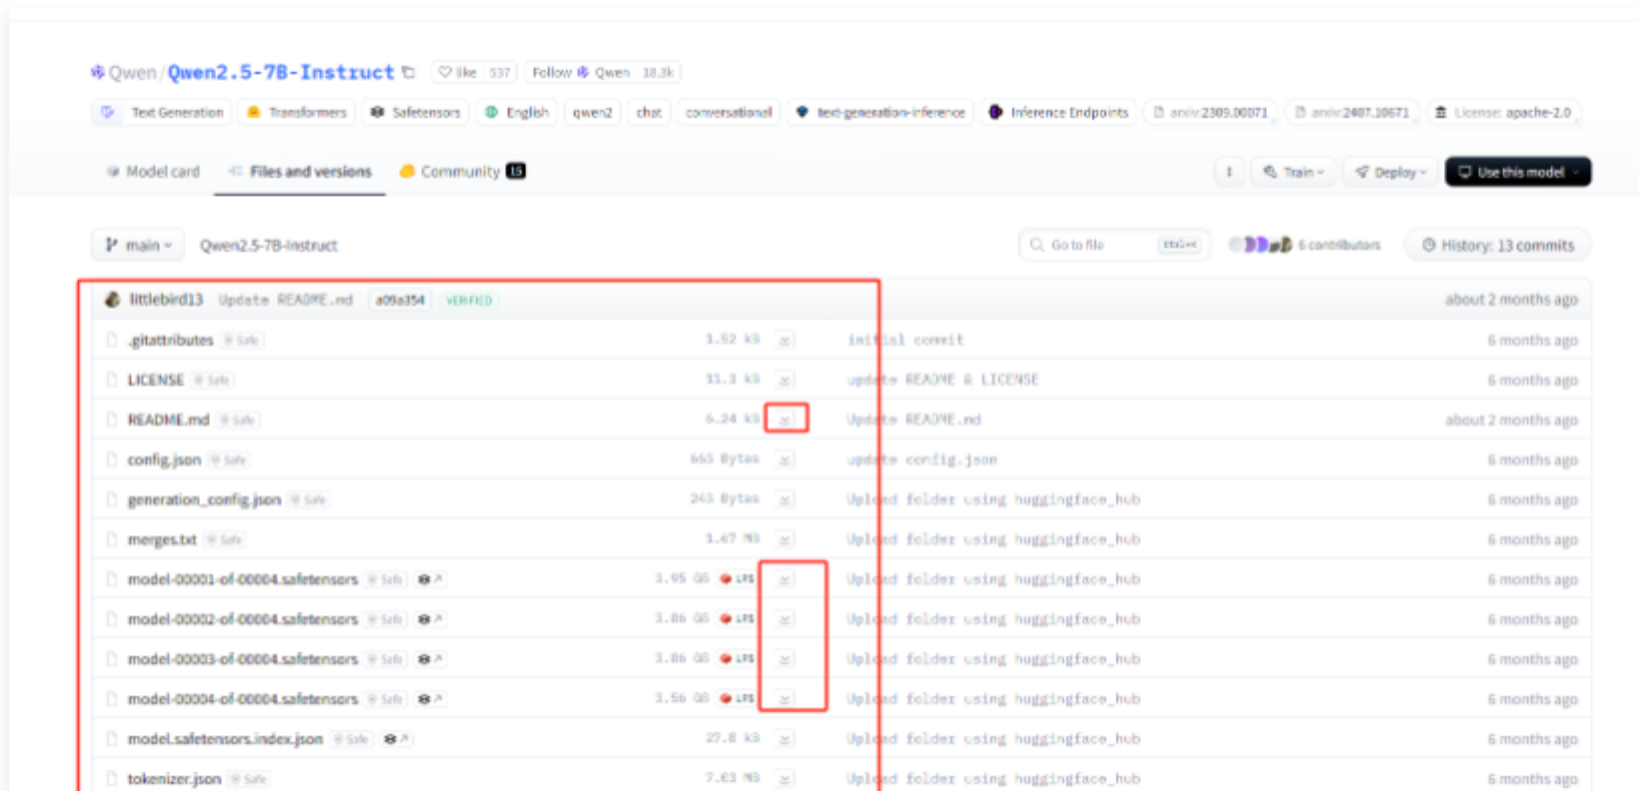 Qwen/Qwen2.5-7B-Instruct like 537 Follow Qwen 18.3k
Text Generation Transformers Safetensors English qwen2 chat conversational text-generation-inference Inference Endpoints arxiv:2309.00071 arxiv:2407.10671 License: apache-2.0
Model card Files and versions Community 15 Train Deploy Use this model
main Qwen2.5-7B-Instruct Go to file 6 contributors History: 13 commits
littlebird13 Update README.md a09a354 VERIFIED about 2 months ago
.gitattributes Safe 1.52 kB initial commit 6 months ago
LICENSE Safe 11.3 kB update README & LICENSE 6 months ago
README.md Safe 6.24 kB Update README.md about 2 months ago
config.json Safe 663 Bytes update config.json 6 months ago
generation_config.json Safe 243 Bytes Upload folder using huggingface_hub 6 months ago
merges.txt Safe 1.67 MB Upload folder using huggingface_hub 6 months ago
model-00001-of-00004.safetensors Safe 3.95 GB LFS Upload folder using huggingface_hub 6 months ago
model-00002-of-00004.safetensors Safe 3.86 GB LFS Upload folder using huggingface_hub 6 months ago
model-00003-of-00004.safetensors Safe 3.86 GB LFS Upload folder using huggingface_hub 6 months ago
model-00004-of-00004.safetensors Safe 3.56 GB LFS Upload folder using huggingface_hub 6 months ago
model.safetensors.index.json Safe 27.8 kB Upload folder using huggingface_hub 6 months ago
tokenizer.json Safe 7.03 MB Upload folder using huggingface_hub 6 months ago